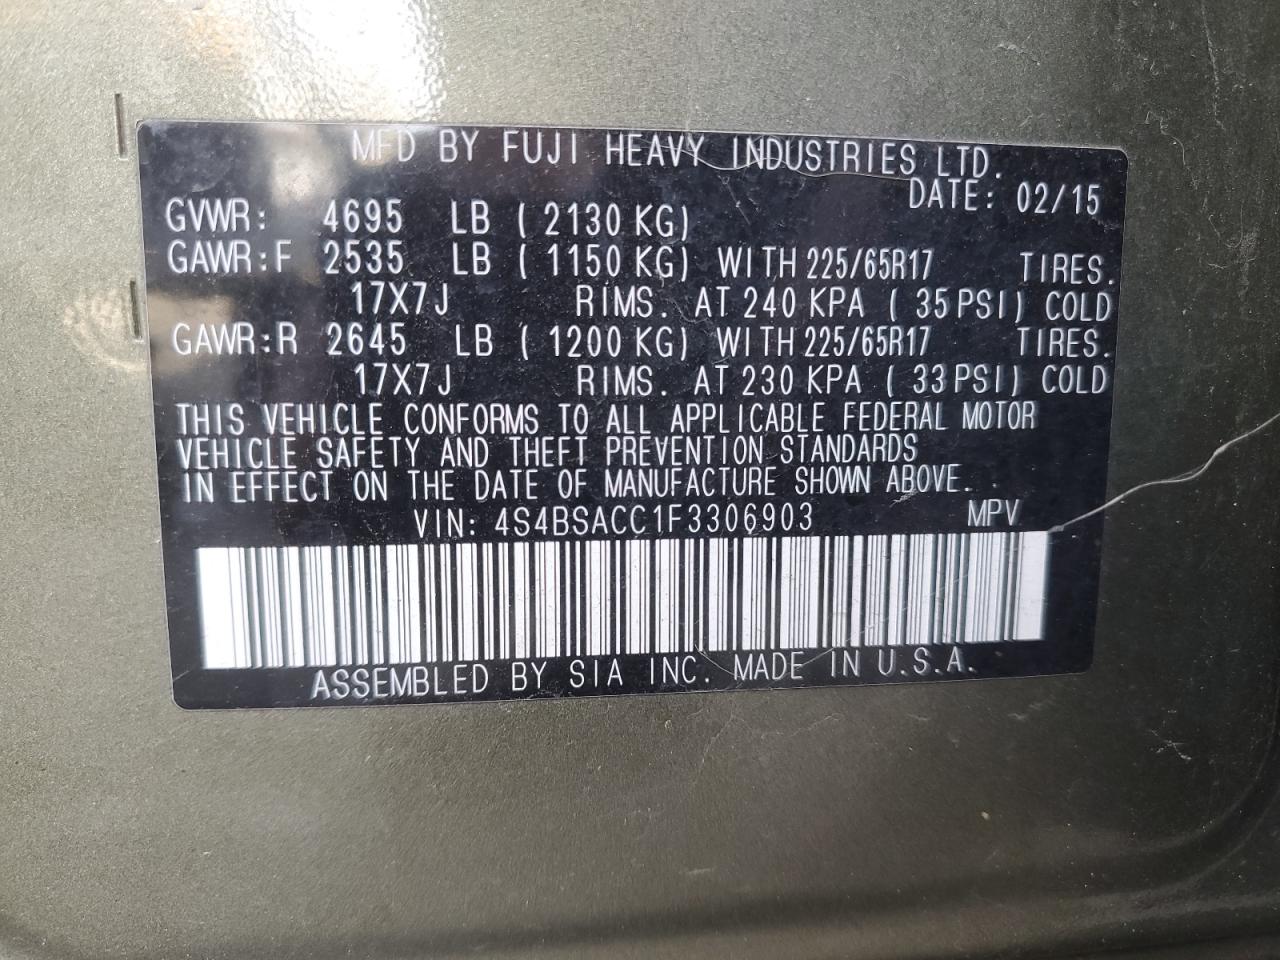 MFD BY FUJI HEAVY INDUSTRIES LTD.
DATE: 02/15
GVWR: 4695 LB ( 2130 KG)
GAWR:F 2535 LB ( 1150 KG) WITH 225/65R17 TIRES.
17X7J RIMS. AT 240 KPA ( 35 PSI) COLD
GAWR:R 2645 LB ( 1200 KG) WITH 225/65R17 TIRES.
17X7J RIMS. AT 230 KPA ( 33 PSI) COLD
THIS VEHICLE CONFORMS TO ALL APPLICABLE FEDERAL MOTOR
VEHICLE SAFETY AND THEFT PREVENTION STANDARDS
IN EFFECT ON THE DATE OF MANUFACTURE SHOWN ABOVE.
VIN: 4S4BSACC1F3306903 MPV
ASSEMBLED BY SIA INC. MADE IN U.S.A.